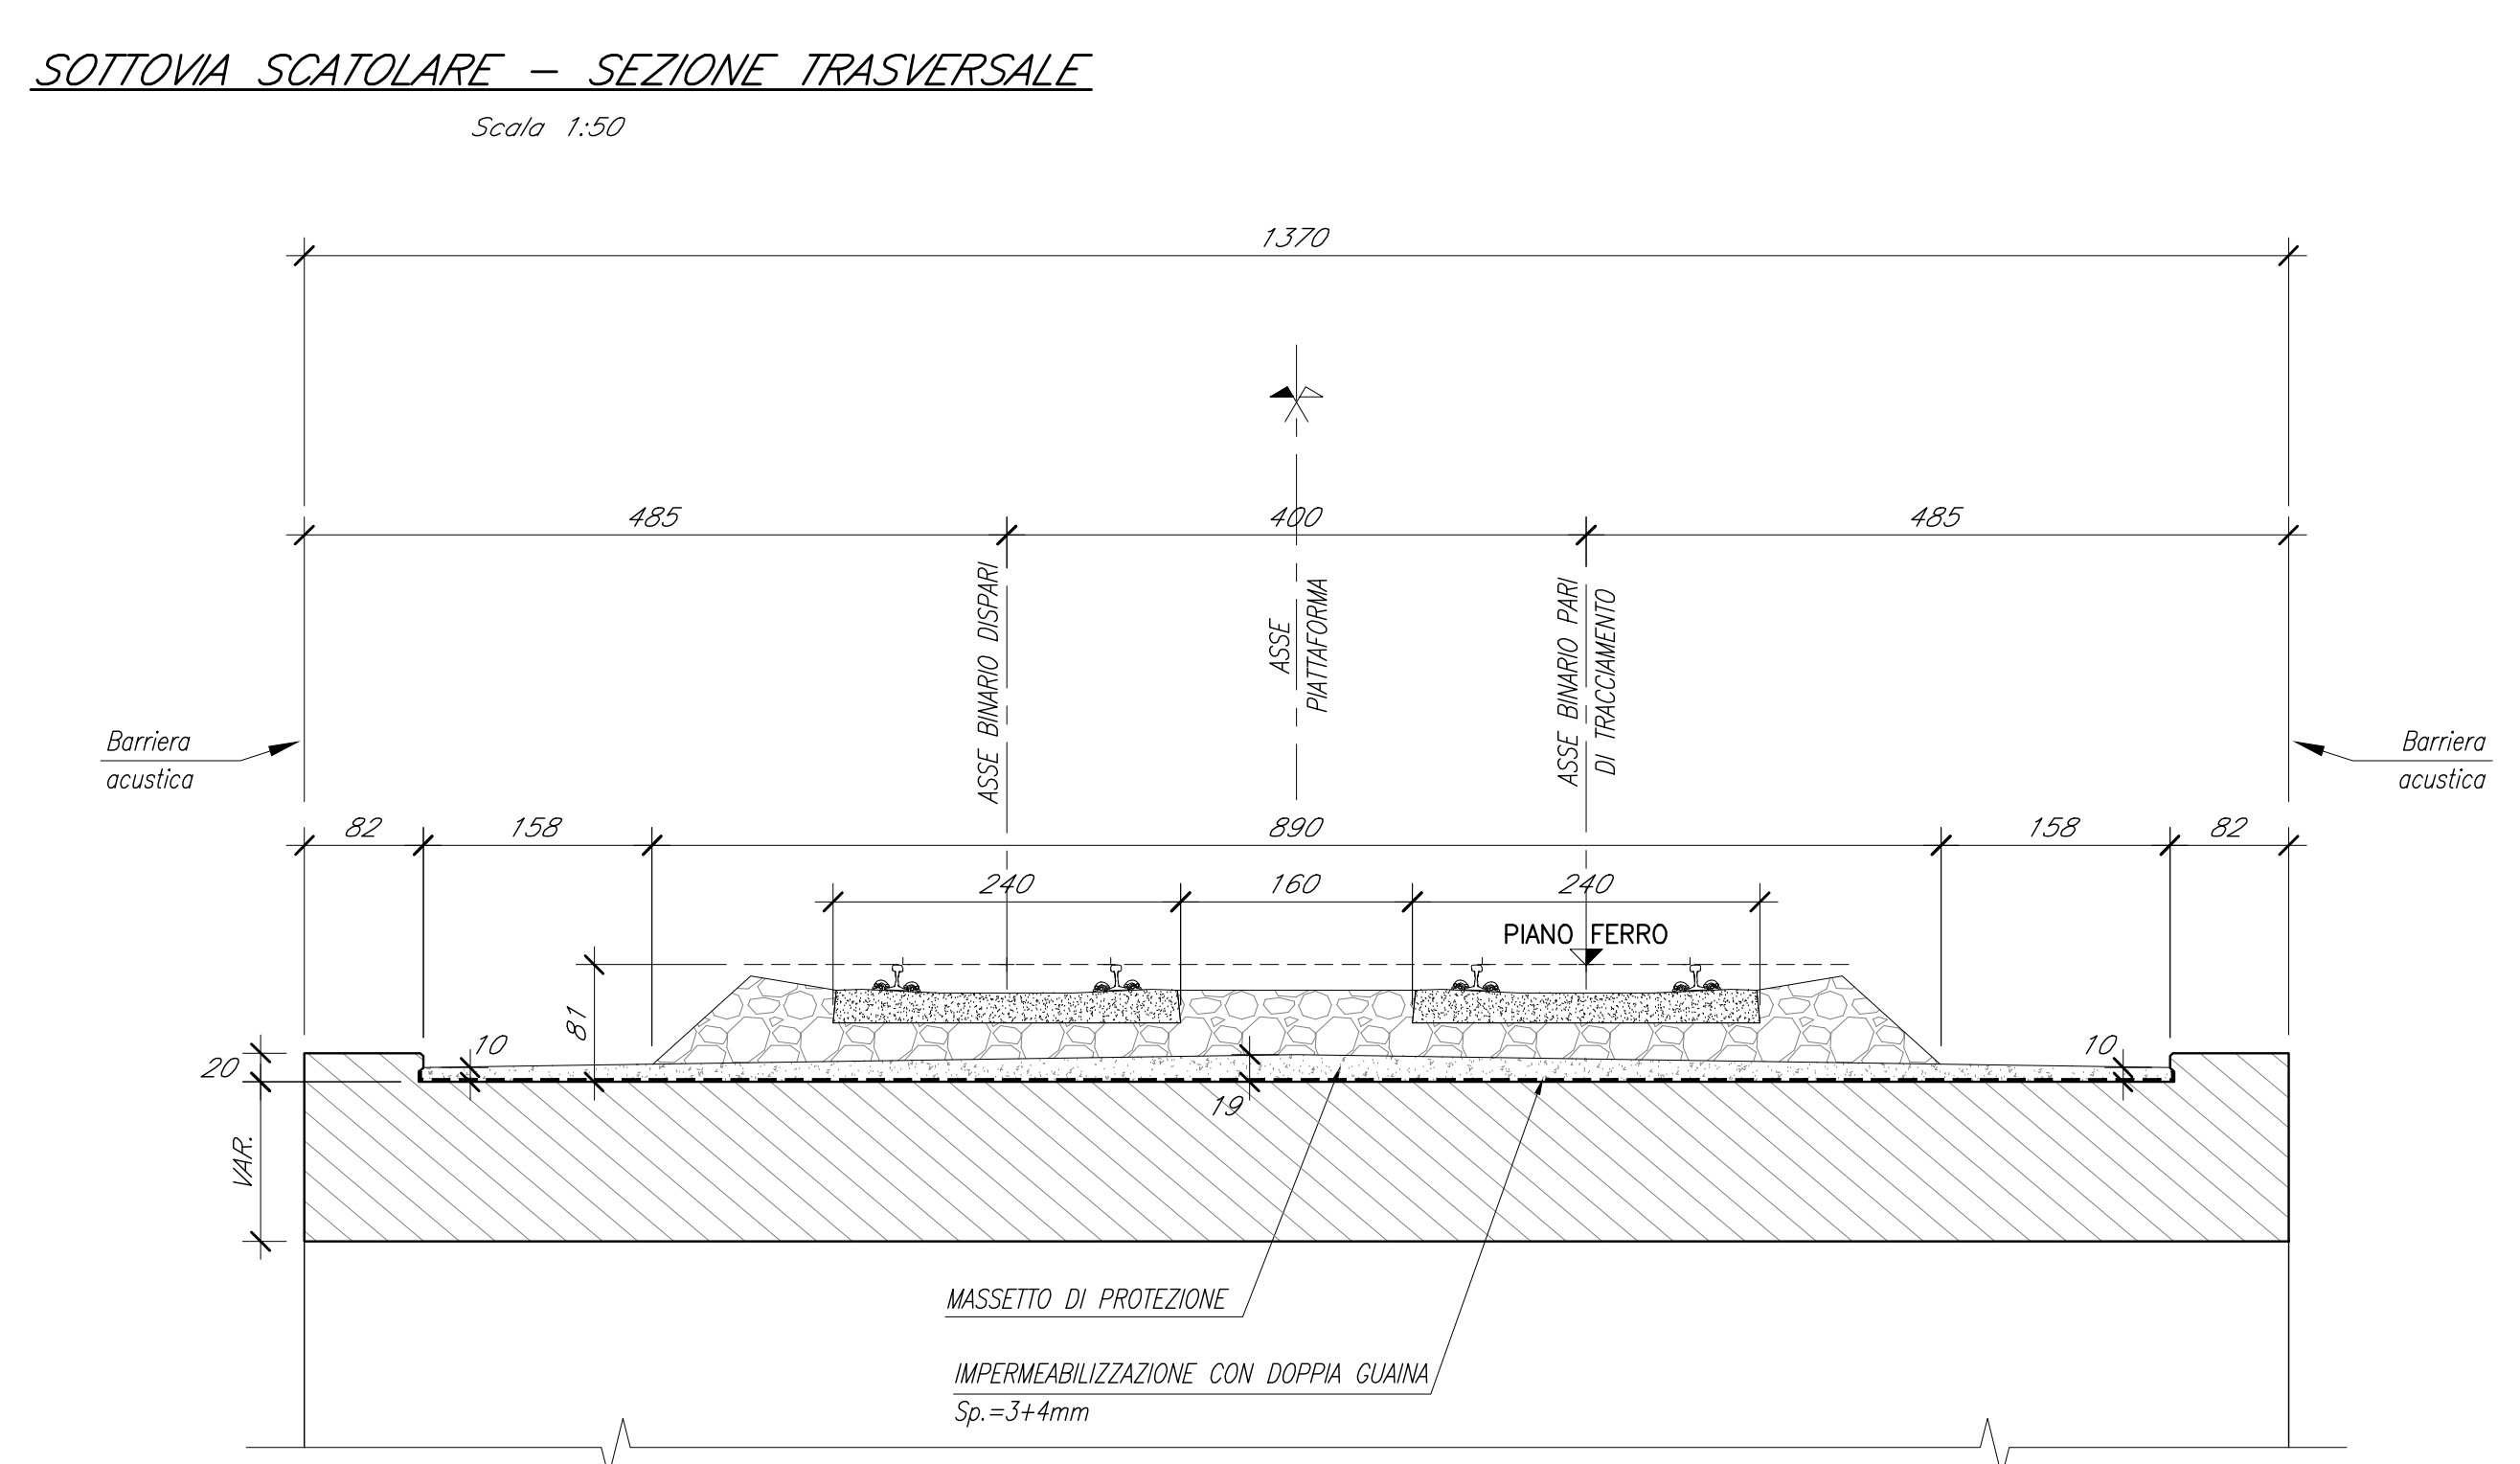 SOTTOVIA SCATOLARE – SEZIONE TRASVERSALE
Scala 1:50
1370
485
400
485
ASSE BINARIO DISPARI
ASSE
PIATTAFORMA
ASSE BINARIO PARI
DI TRACCIAMENTO
Barriera
acustica
Barriera
acustica
82
158
890
158
82
240
160
240
PIANO FERRO
81
20
10
10
19
VAR.
MASSETTO DI PROTEZIONE
IMPERMEABILIZZAZIONE CON DOPPIA GUAINA
Sp.=3+4mm